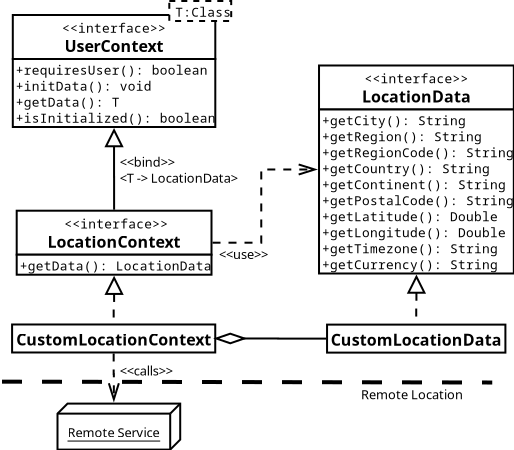 T:Class
<<interface>>
UserContext
+requiresUser(): boolean
+initData(): void
+getData(): T
+isInitialized(): boolean
<<bind>>
<T -> LocationData>
<<interface>>
LocationData
+getCity(): String
+getRegion(): String
+getRegionCode(): String
+getCountry(): String
+getContinent(): String
+getPostalCode(): String
+getLatitude(): Double
+getLongitude(): Double
+getTimezone(): String
+getCurrency(): String
<<interface>>
LocationContext
+getData(): LocationData
<<use>>
CustomLocationContext
CustomLocationData
<<calls>>
Remote Location
Remote Service